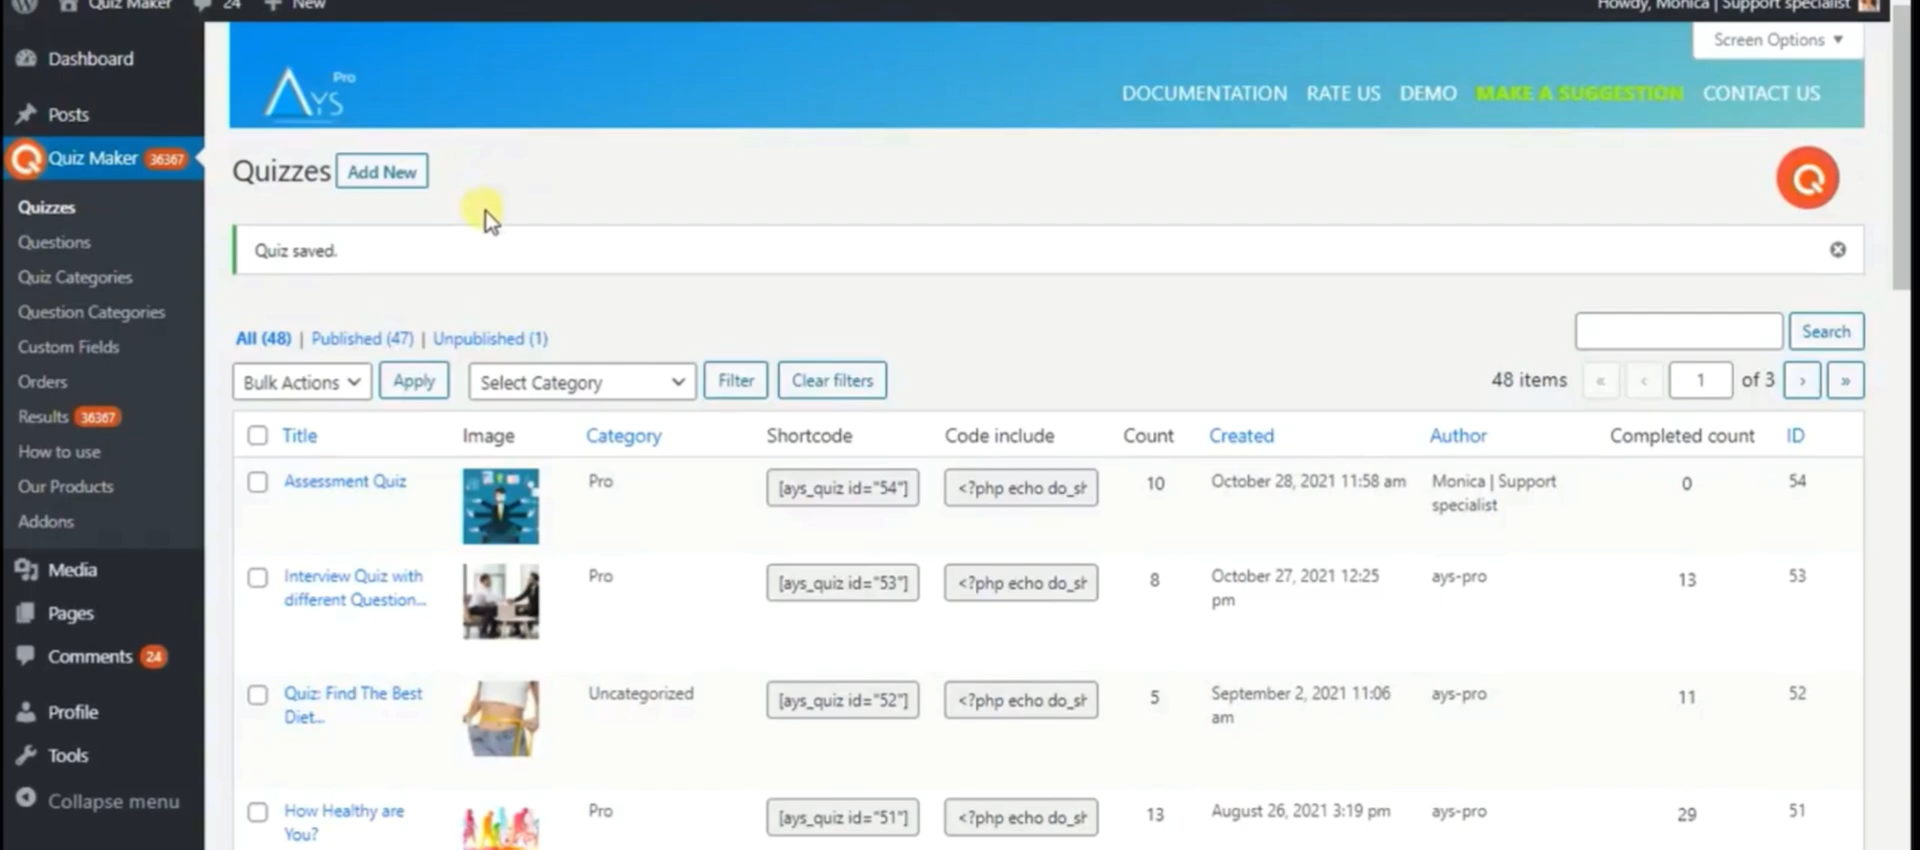 Quiz Maker 24 New
Howdy, Monica | Support specialist
Dashboard
Posts
Quiz Maker 36367
Quizzes
Questions
Quiz Categories
Question Categories
Custom Fields
Orders
Results 36367
How to use
Our Products
Addons
Media
Pages
Comments 24
Profile
Tools
Collapse menu
Screen Options
AYS Pro
DOCUMENTATION RATE US DEMO MAKE A SUGGESTION CONTACT US
Quizzes Add New
Quiz saved.
All (48) | Published (47) | Unpublished (1)
Search
Bulk Actions Apply Select Category Filter Clear filters
48 items « ‹ 1 of 3 › »
Title Image Category Shortcode Code include Count Created Author Completed count ID
Assessment Quiz Pro [ays_quiz id="54"] <?php echo do_sh 10 October 28, 2021 11:58 am Monica | Support 0 54
specialist
Interview Quiz with Pro [ays_quiz id="53"] <?php echo do_sh 8 October 27, 2021 12:25 ays-pro 13 53
different Question... pm
Quiz: Find The Best Uncategorized [ays_quiz id="52"] <?php echo do_sh 5 September 2, 2021 11:06 ays-pro 11 52
Diet... am
How Healthy are Pro [ays_quiz id="51"] <?php echo do_sh 13 August 26, 2021 3:19 pm ays-pro 29 51
You?